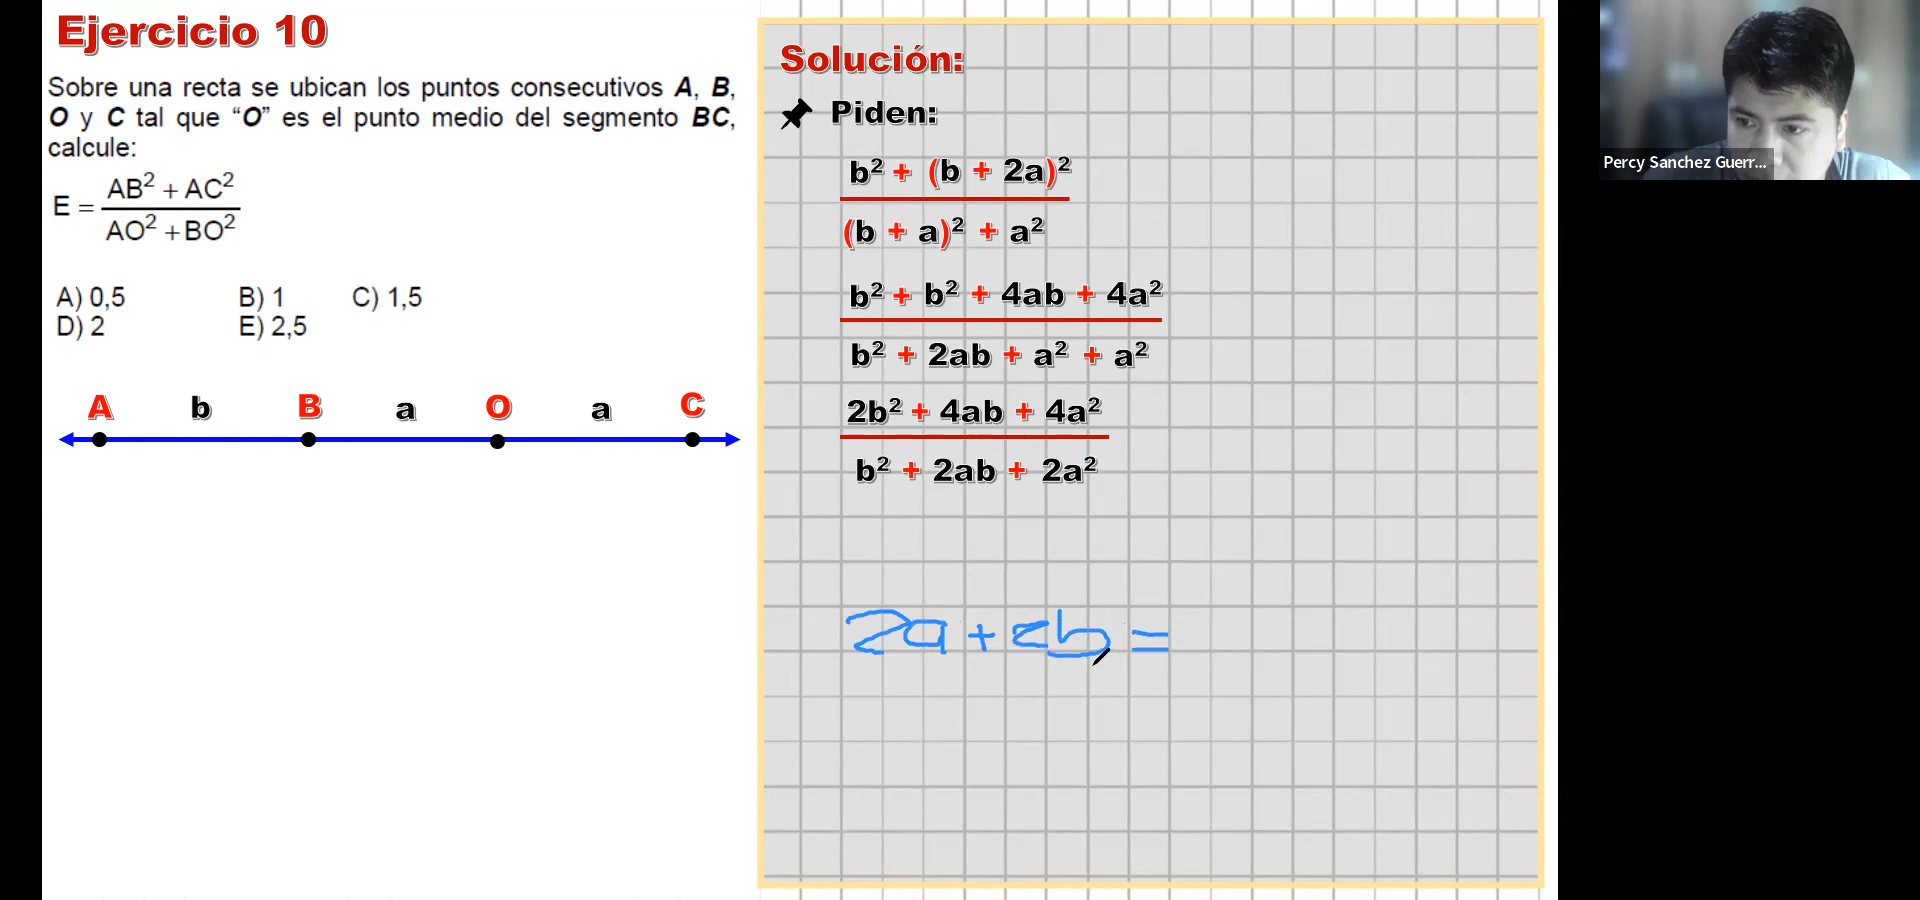 Ejercicio 10
Sobre una recta se ubican los puntos consecutivos A, B,
O y C tal que “O” es el punto medio del segmento BC,
calcule:
E = (AB² + AC²) / (AO² + BO²)
A) 0,5 B) 1 C) 1,5
D) 2 E) 2,5
A b B a O a C
Solución:
Piden:
b² + (b + 2a)²
(b + a)² + a²
b² + b² + 4ab + 4a²
b² + 2ab + a² + a²
2b² + 4ab + 4a²
b² + 2ab + 2a²
2a + 2b =
Percy Sanchez Guerr...